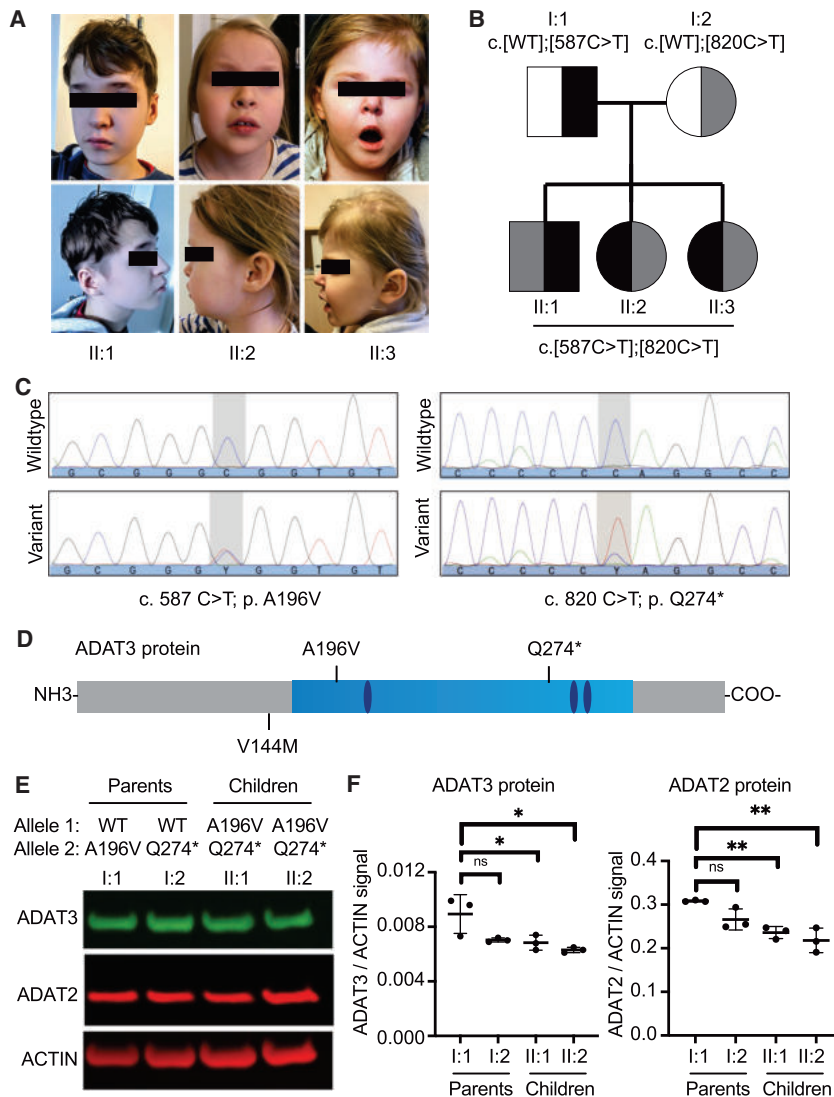 A
II:1 II:2 II:3
B
I:1 I:2
c.[WT];[587C>T] c.[WT];[820C>T]
II:1 II:2 II:3
c.[587C>T];[820C>T]
C
Wildtype
G C G G G C G G T G T
C C C C C C A G G C C
Variant
G C G G G Y G G T G T
C C C C C Y A G G C C
c. 587 C>T; p. A196V
c. 820 C>T; p. Q274*
D
ADAT3 protein
A196V Q274*
NH3- -COO-
V144M
E
Parents Children
Allele 1: WT WT A196V A196V
Allele 2: A196V Q274* Q274* Q274*
I:1 I:2 II:1 II:2
ADAT3
ADAT2
ACTIN
F
ADAT3 protein
*
*
ns
ADAT3 / ACTIN signal
0.012
0.008
0.004
0.000
I:1 I:2 II:1 II:2
Parents Children
ADAT2 protein
**
**
ns
ADAT2 / ACTIN signal
0.4
0.3
0.2
0.1
0.0
I:1 I:2 II:1 II:2
Parents Children